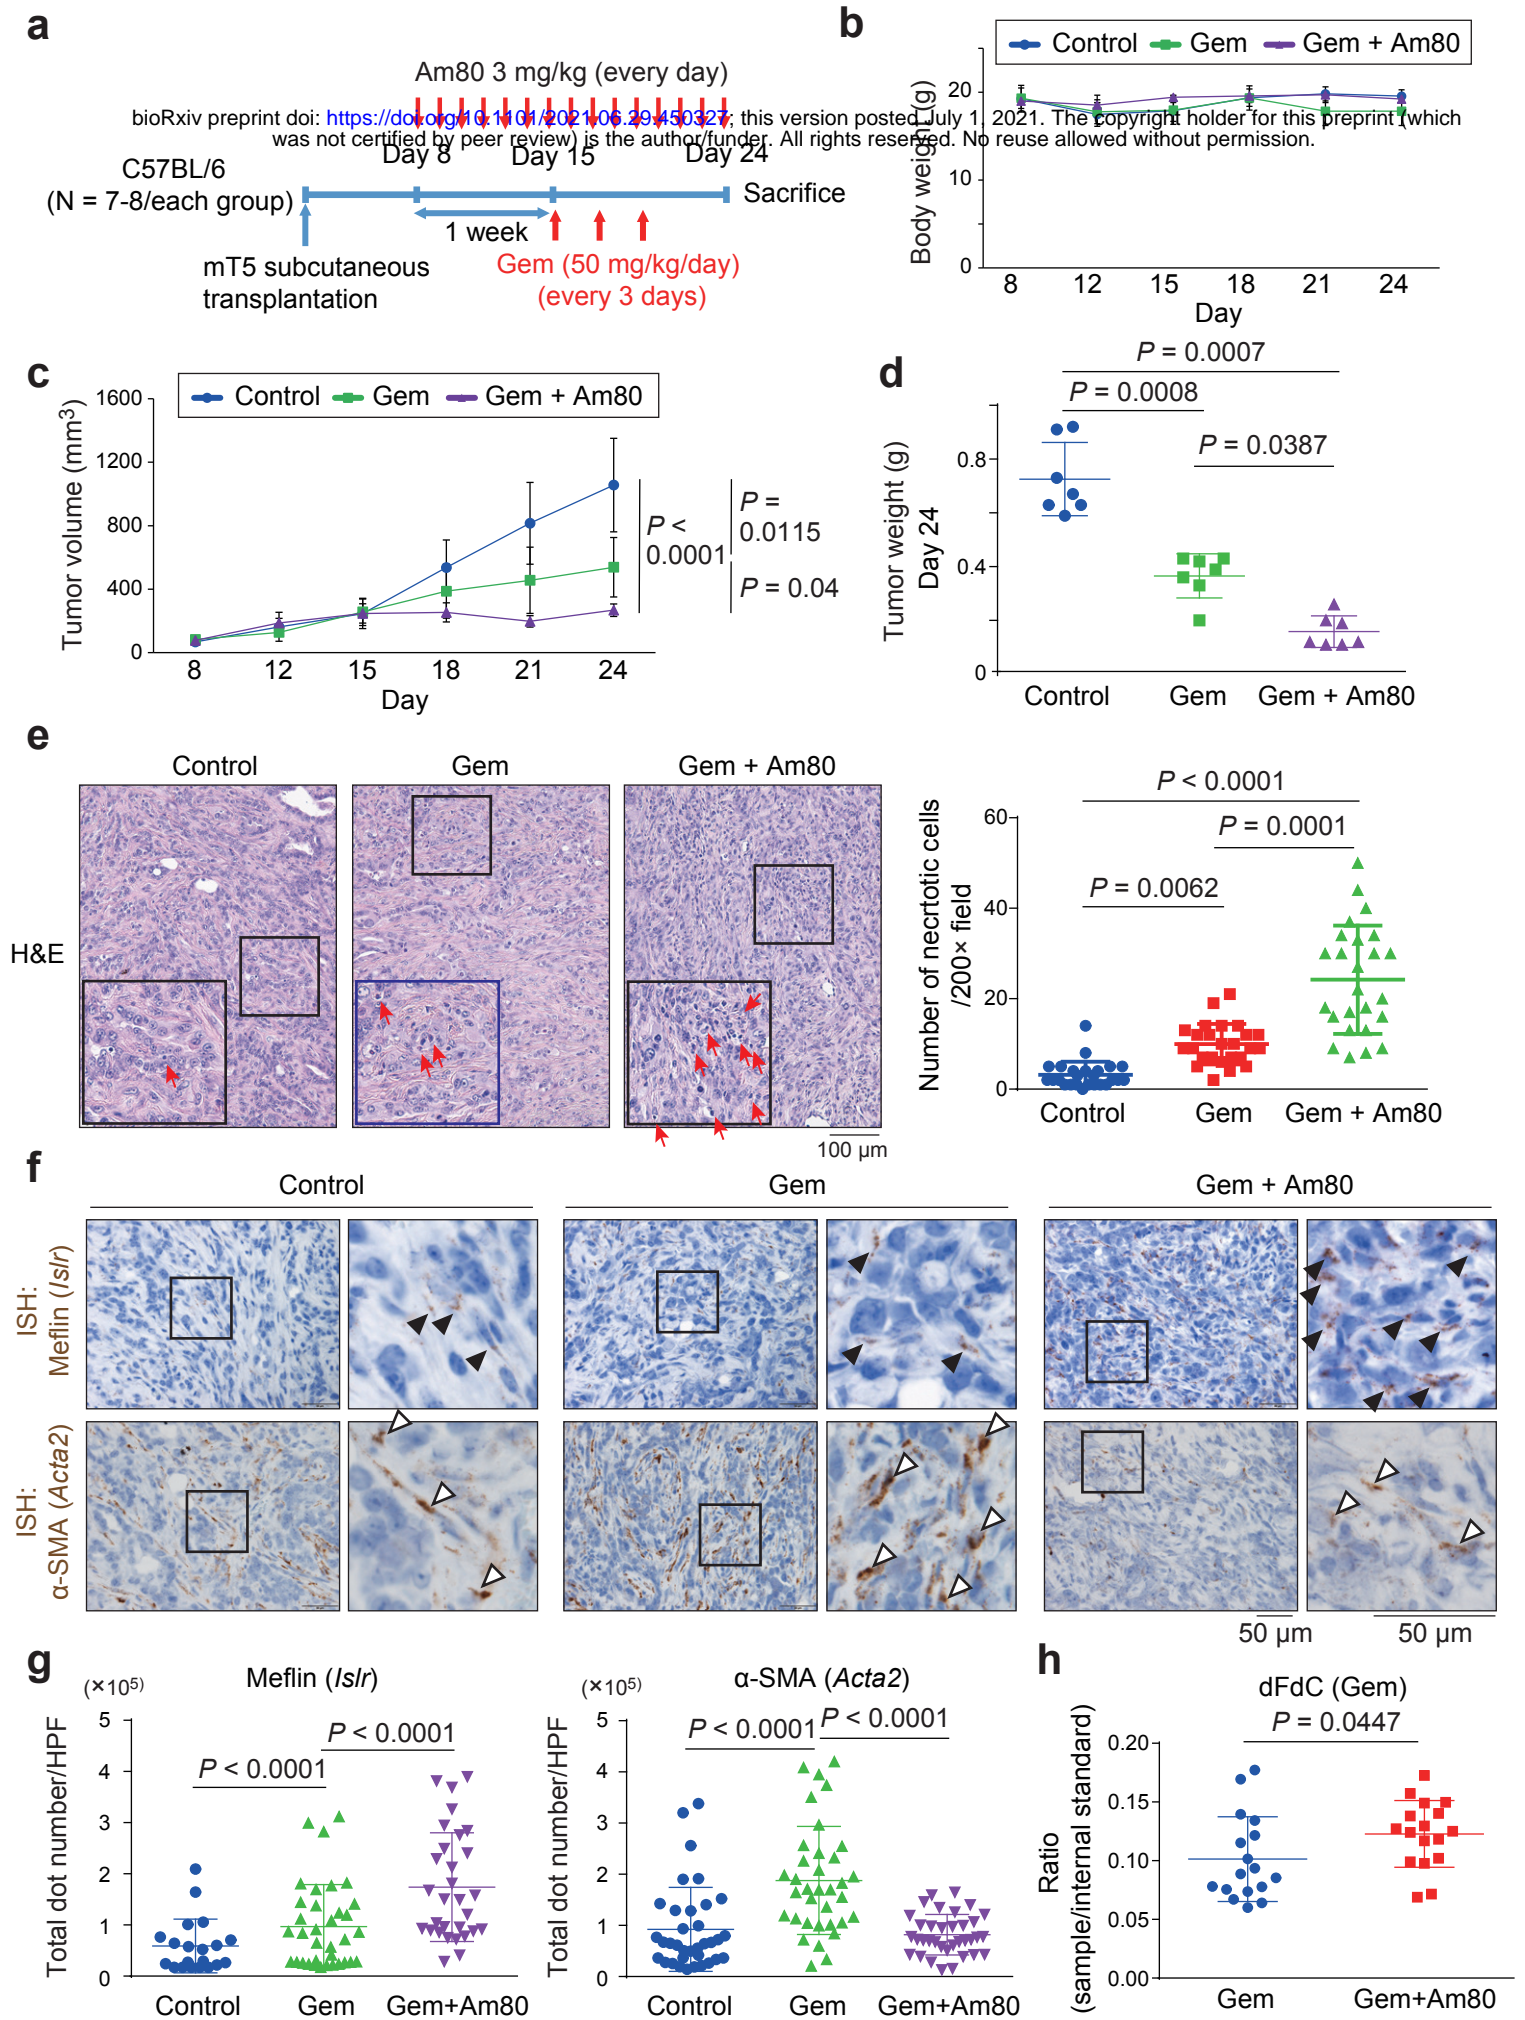 a
Am80 3 mg/kg (every day)
bioRxiv preprint doi: https://doi.org/10.1101/2021.06.29.450327; this version posted July 1, 2021. The copyright holder for this preprint (which
was not certified by peer review) is the author/funder. All rights reserved. No reuse allowed without permission.
Day 8 Day 15 Day 24
C57BL/6
(N = 7-8/each group)
Sacrifice
1 week
mT5 subcutaneous
transplantation
Gem (50 mg/kg/day)
(every 3 days)
b
Control Gem Gem + Am80
Body weight (g)
20
10
0
8 12 15 18 21 24
Day
c
Control Gem Gem + Am80
Tumor volume (mm3)
1600
1200
800
400
0
8 12 15 18 21 24
Day
P <
0.0001
P =
0.0115
P = 0.04
d
P = 0.0007
P = 0.0008
P = 0.0387
Tumor weight (g)
Day 24
0.8
0.4
0
Control Gem Gem + Am80
e
Control Gem Gem + Am80
H&E
100 µm
P < 0.0001
P = 0.0001
P = 0.0062
Number of necrtotic cells
/200× field
60
40
20
0
Control Gem Gem + Am80
f
Control Gem Gem + Am80
ISH:
Meflin (Islr)
ISH:
α-SMA (Acta2)
50 µm 50 µm
g
(×10⁵) Meflin (Islr)
P < 0.0001
P < 0.0001
Total dot number/HPF
5
4
3
2
1
0
Control Gem Gem+Am80
(×10⁵) α-SMA (Acta2)
P < 0.0001 P < 0.0001
Total dot number/HPF
5
4
3
2
1
0
Control Gem Gem+Am80
h
dFdC (Gem)
P = 0.0447
Ratio
(sample/internal standard)
0.20
0.15
0.10
0.05
0.00
Gem Gem+Am80